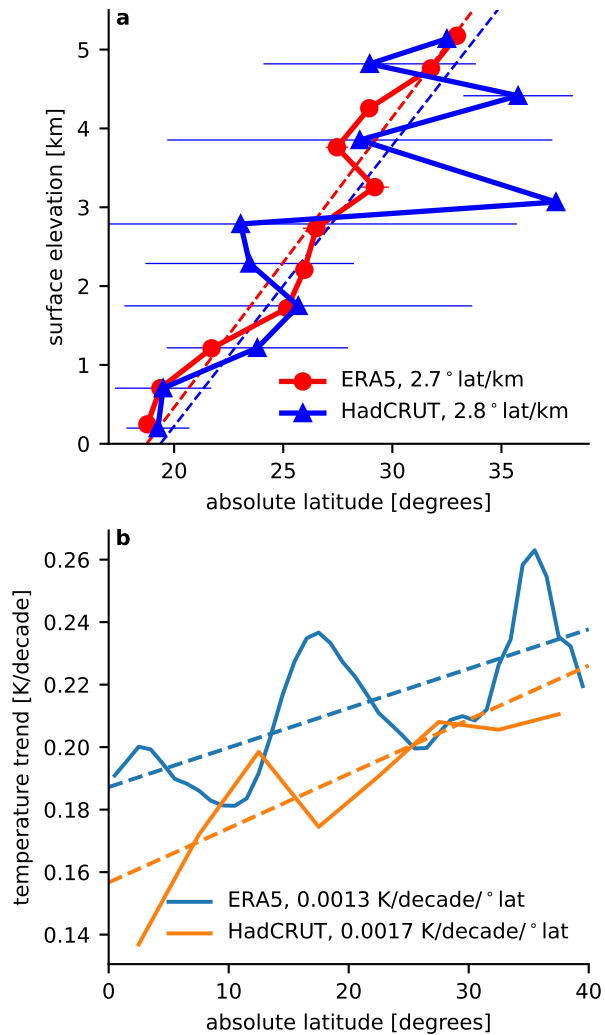 a
5
4
3
2
1
0
surface elevation [km]
ERA5, 2.7°lat/km
HadCRUT, 2.8°lat/km
20 25 30 35
absolute latitude [degrees]
b
0.26
0.24
0.22
0.20
0.18
0.16
0.14
temperature trend [K/decade]
ERA5, 0.0013 K/decade/°lat
HadCRUT, 0.0017 K/decade/°lat
0 10 20 30 40
absolute latitude [degrees]